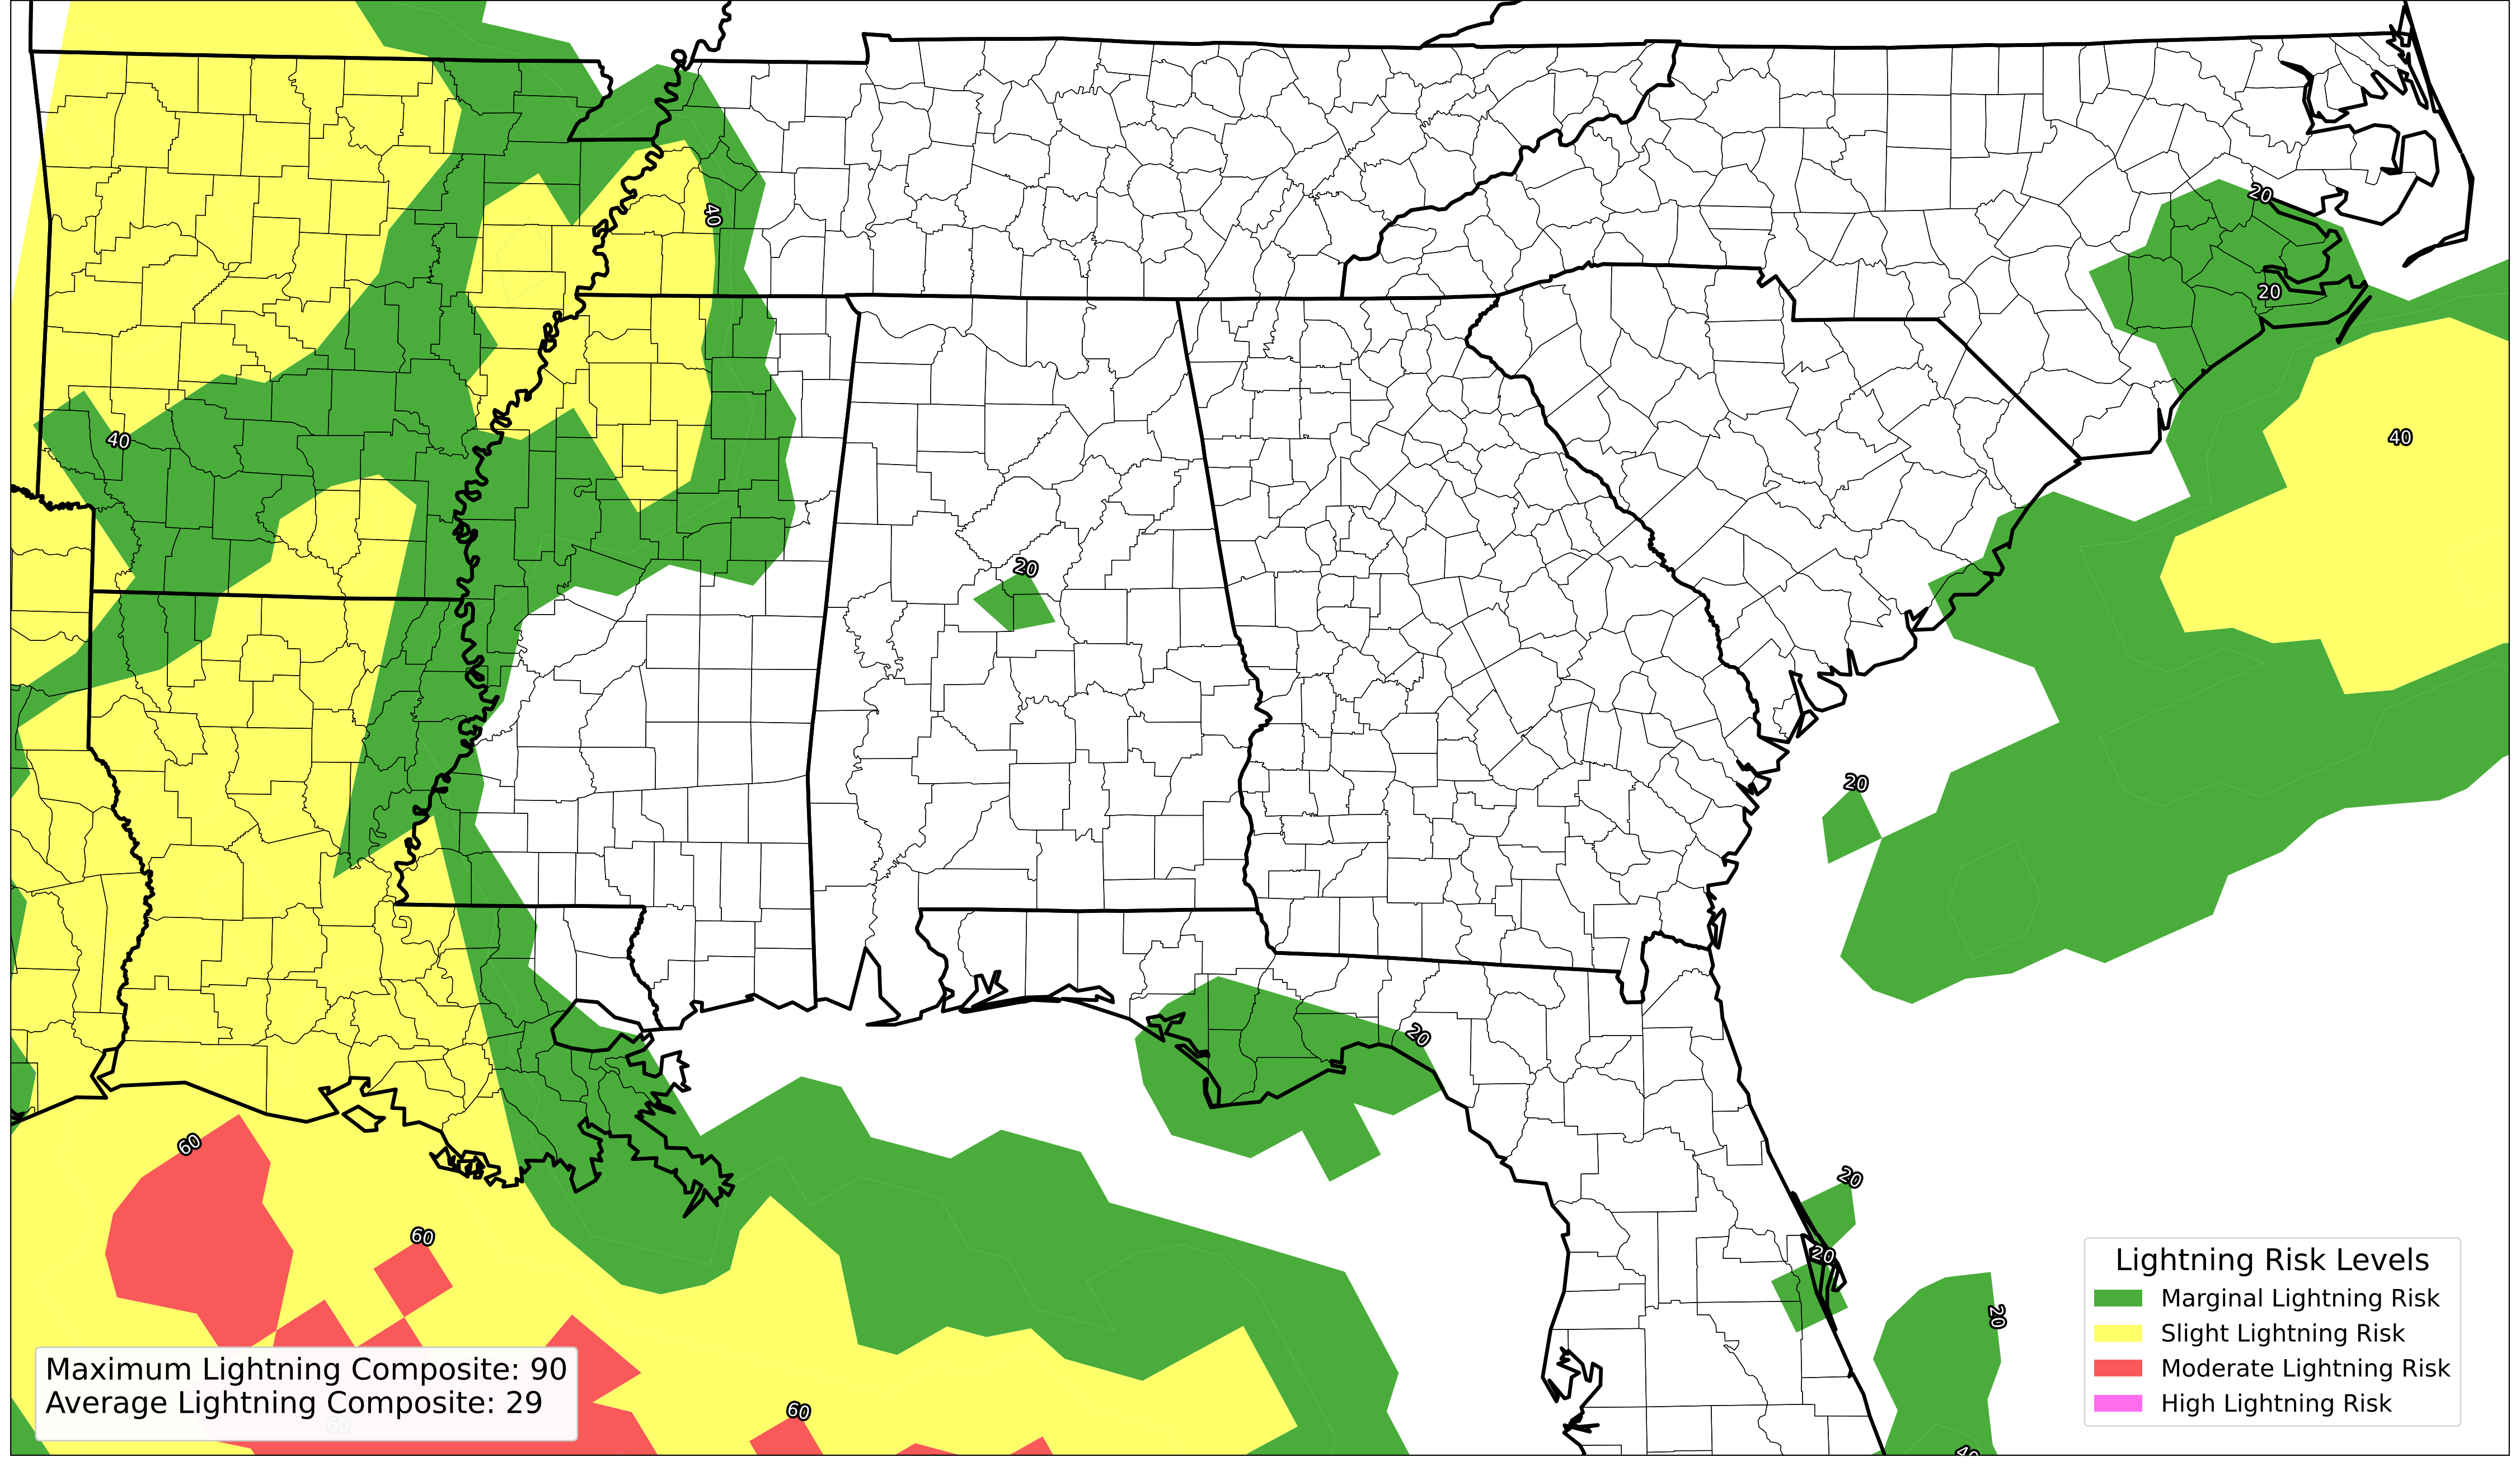 20
40
20
40
40
20
20
60
20
20
60
20
20
60
40
60
Lightning Risk Levels
Marginal Lightning Risk
Slight Lightning Risk
Moderate Lightning Risk
High Lightning Risk
Maximum Lightning Composite: 90
Average Lightning Composite: 29